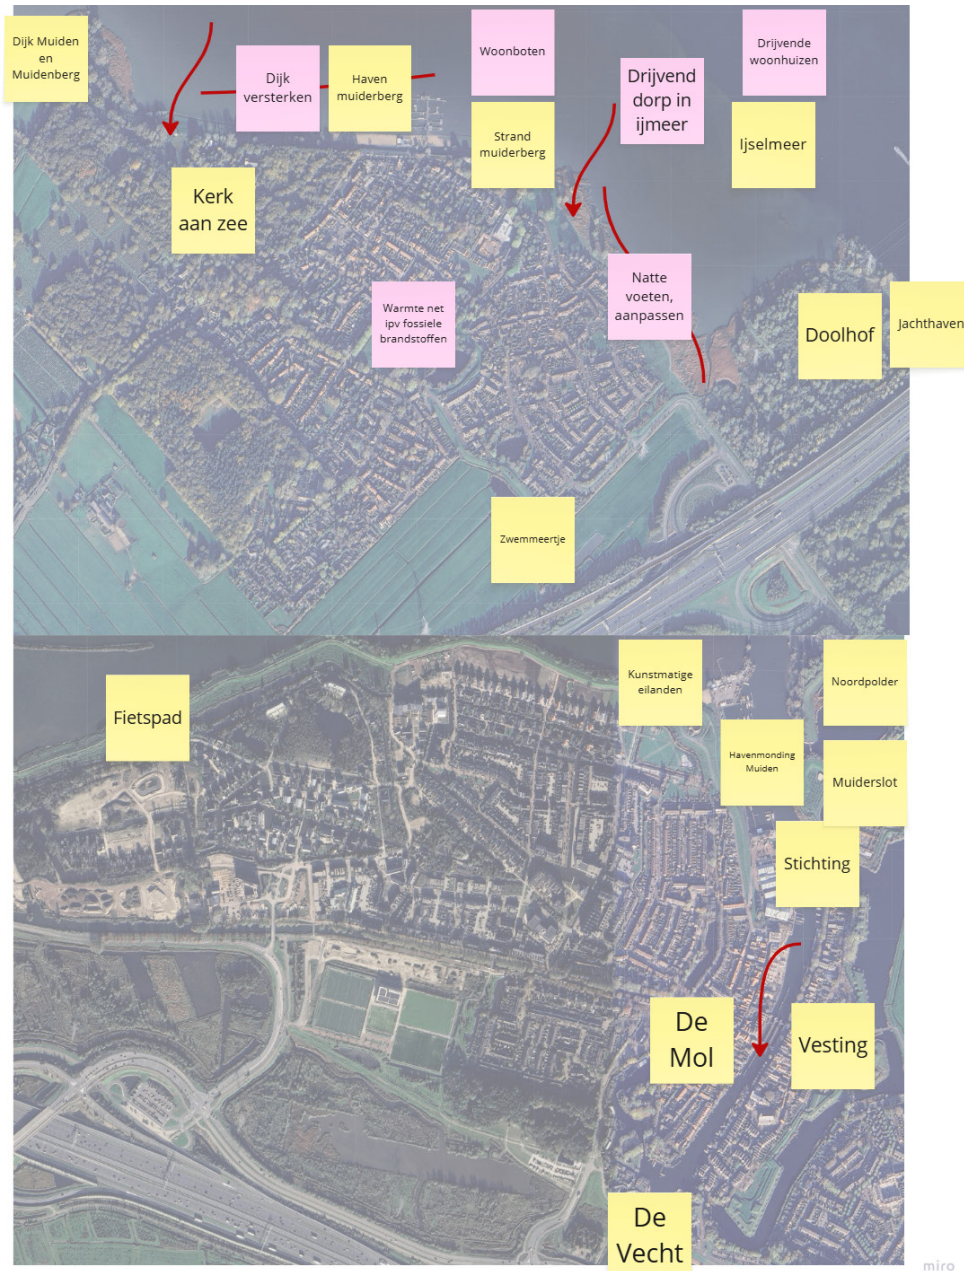 Dijk Muiden
en
Muidenberg
Dijk
versterken
Haven
muiderberg
Woonboten
Drijvend
dorp in
ijmeer
Drijvende
woonhuizen
Strand
muiderberg
Ijselmeer
Kerk
aan zee
Natte
voeten,
aanpassen
Warmte net
ipv fossiele
brandstoffen
Doolhof
Jachthaven
Zwemmeertje
Fietspad
Kunstmatige
eilanden
Noordpolder
Havenmonding
Muiden
Muiderslot
Stichting
De
Mol
Vesting
De
Vecht
miro